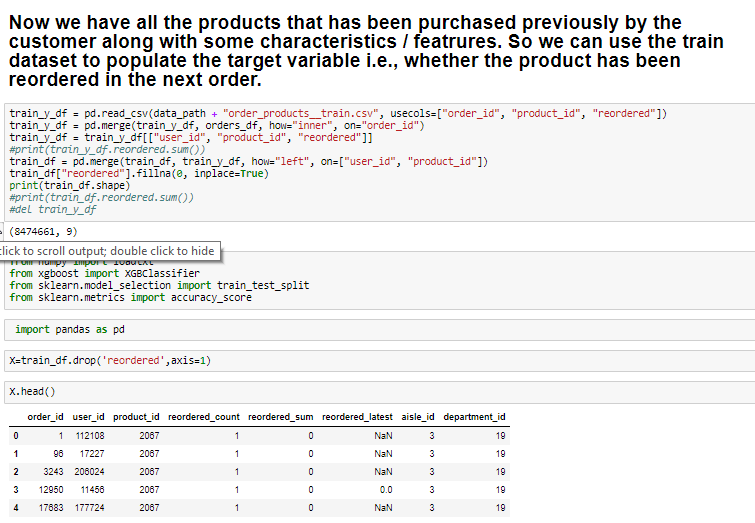 Now we have all the products that has been purchased previously by the
customer along with some characteristics / featrures. So we can use the train
dataset to populate the target variable i.e., whether the product has been
reordered in the next order.
train_y_df = pd.read_csv(data_path + "order_products__train.csv", usecols=["order_id", "product_id", "reordered"])
train_y_df = pd.merge(train_y_df, orders_df, how="inner", on="order_id")
train_y_df = train_y_df[["user_id", "product_id", "reordered"]]
#print(train_y_df.reordered.sum())
train_df = pd.merge(train_df, train_y_df, how="left", on=["user_id", "product_id"])
train_df["reordered"].fillna(0, inplace=True)
print(train_df.shape)
#print(train_df.reordered.sum())
#del train_y_df
(8474661, 9)
click to scroll output; double click to hide
from numpy import loadtxt
from xgboost import XGBClassifier
from sklearn.model_selection import train_test_split
from sklearn.metrics import accuracy_score
import pandas as pd
X=train_df.drop('reordered',axis=1)
X.head()
order_id user_id product_id reordered_count reordered_sum reordered_latest aisle_id department_id
0 1 112108 2067 1 0 NaN 3 19
1 96 17227 2067 1 0 NaN 3 19
2 3243 206024 2067 1 0 NaN 3 19
3 12950 11456 2067 1 0 0.0 3 19
4 17683 177724 2067 1 0 NaN 3 19